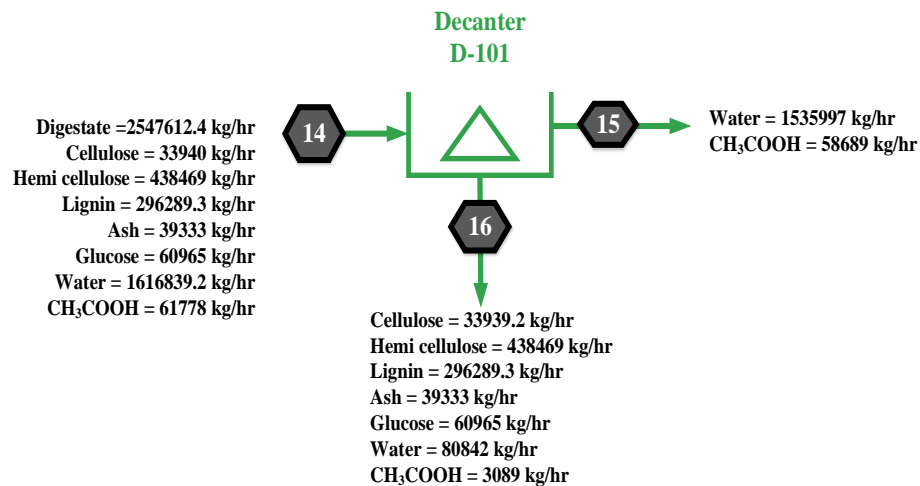 Decanter
D-101
Digestate =2547612.4 kg/hr
Cellulose = 33940 kg/hr
Hemi cellulose = 438469 kg/hr
Lignin = 296289.3 kg/hr
Ash = 39333 kg/hr
Glucose = 60965 kg/hr
Water = 1616839.2 kg/hr
CH₃COOH = 61778 kg/hr
14
15
Water = 1535997 kg/hr
CH₃COOH = 58689 kg/hr
16
Cellulose = 33939.2 kg/hr
Hemi cellulose = 438469 kg/hr
Lignin = 296289.3 kg/hr
Ash = 39333 kg/hr
Glucose = 60965 kg/hr
Water = 80842 kg/hr
CH₃COOH = 3089 kg/hr